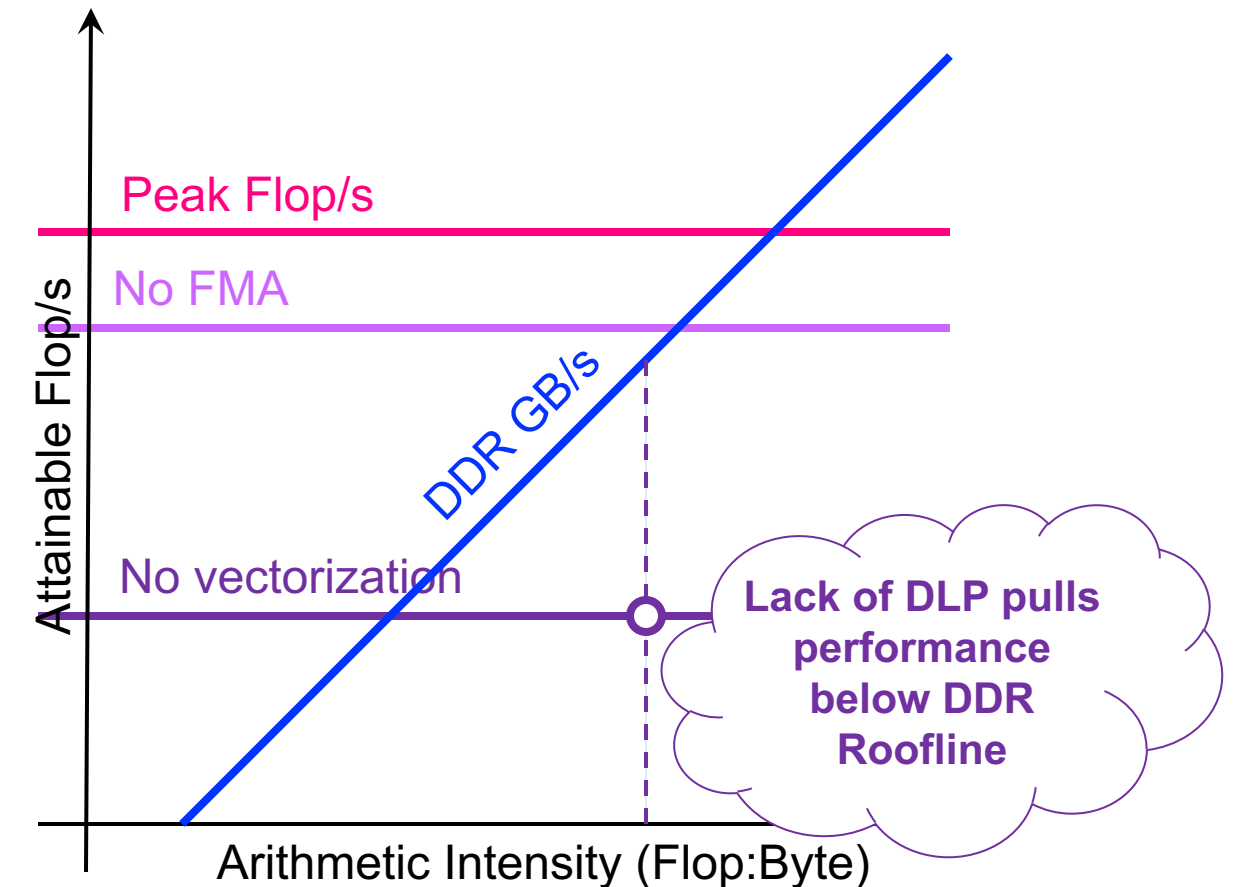 Peak Flop/s
No FMA
Attainable Flop/s
DDR GB/s
No vectorization
Lack of DLP pulls
performance
below DDR
Roofline
Arithmetic Intensity (Flop:Byte)